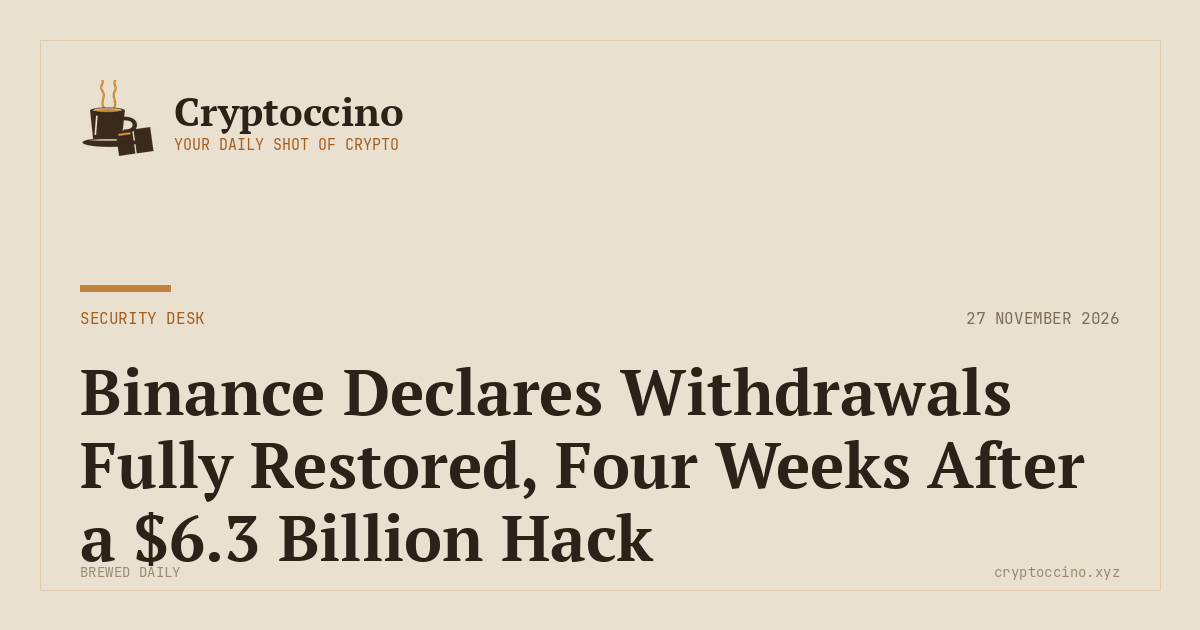 Cryptoccino
YOUR DAILY SHOT OF CRYPTO
SECURITY DESK
27 NOVEMBER 2026
Binance Declares Withdrawals
Fully Restored, Four Weeks After
a $6.3 Billion Hack
BREWED DAILY
cryptoccino.xyz